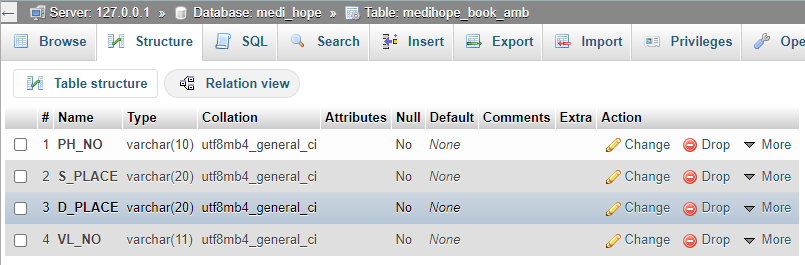 Server: 127.0.0.1 » Database: medi_hope » Table: medihope_book_amb
Browse Structure SQL Search Insert Export Import Privileges Ope
Table structure Relation view
# Name Type Collation Attributes Null Default Comments Extra Action
1 PH_NO varchar(10) utf8mb4_general_ci No None Change Drop More
2 S_PLACE varchar(20) utf8mb4_general_ci No None Change Drop More
3 D_PLACE varchar(20) utf8mb4_general_ci No None Change Drop More
4 VL_NO varchar(11) utf8mb4_general_ci No None Change Drop More